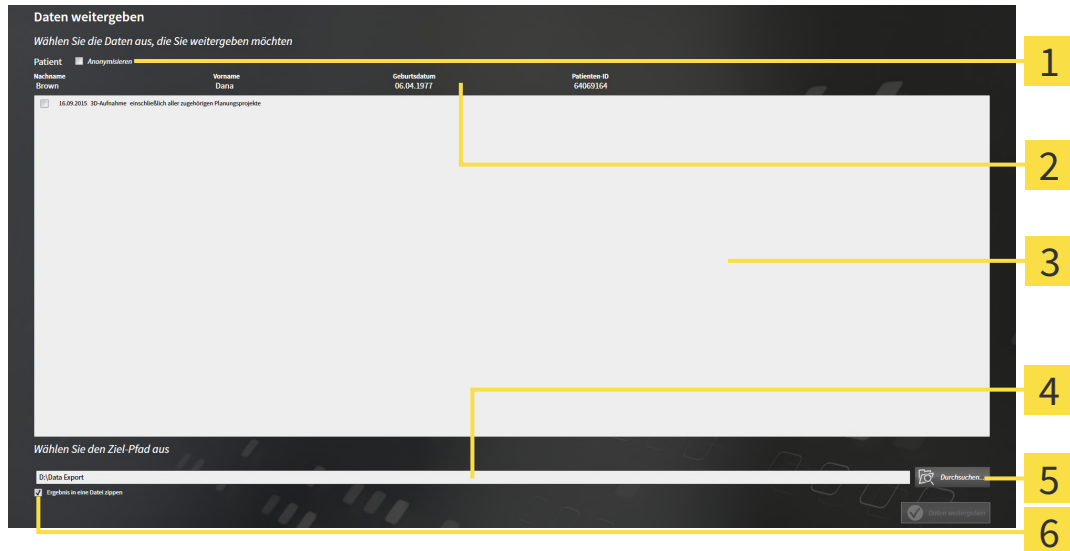 Daten weitergeben
Wählen Sie die Daten aus, die Sie weitergeben möchten
Patient Anonymisieren
1
Nachname Vorname Geburtsdatum Patienten-ID
Brown Dana 06.04.1977 64069164
16.09.2015 3D-Aufnahme einschließlich aller zugehörigen Planungsprojekte
2
3
4
Wählen Sie den Ziel-Pfad aus
D:\Data Export
Durchsuchen...
5
Ergebnis in eine Datei zippen
Daten weitergeben
6